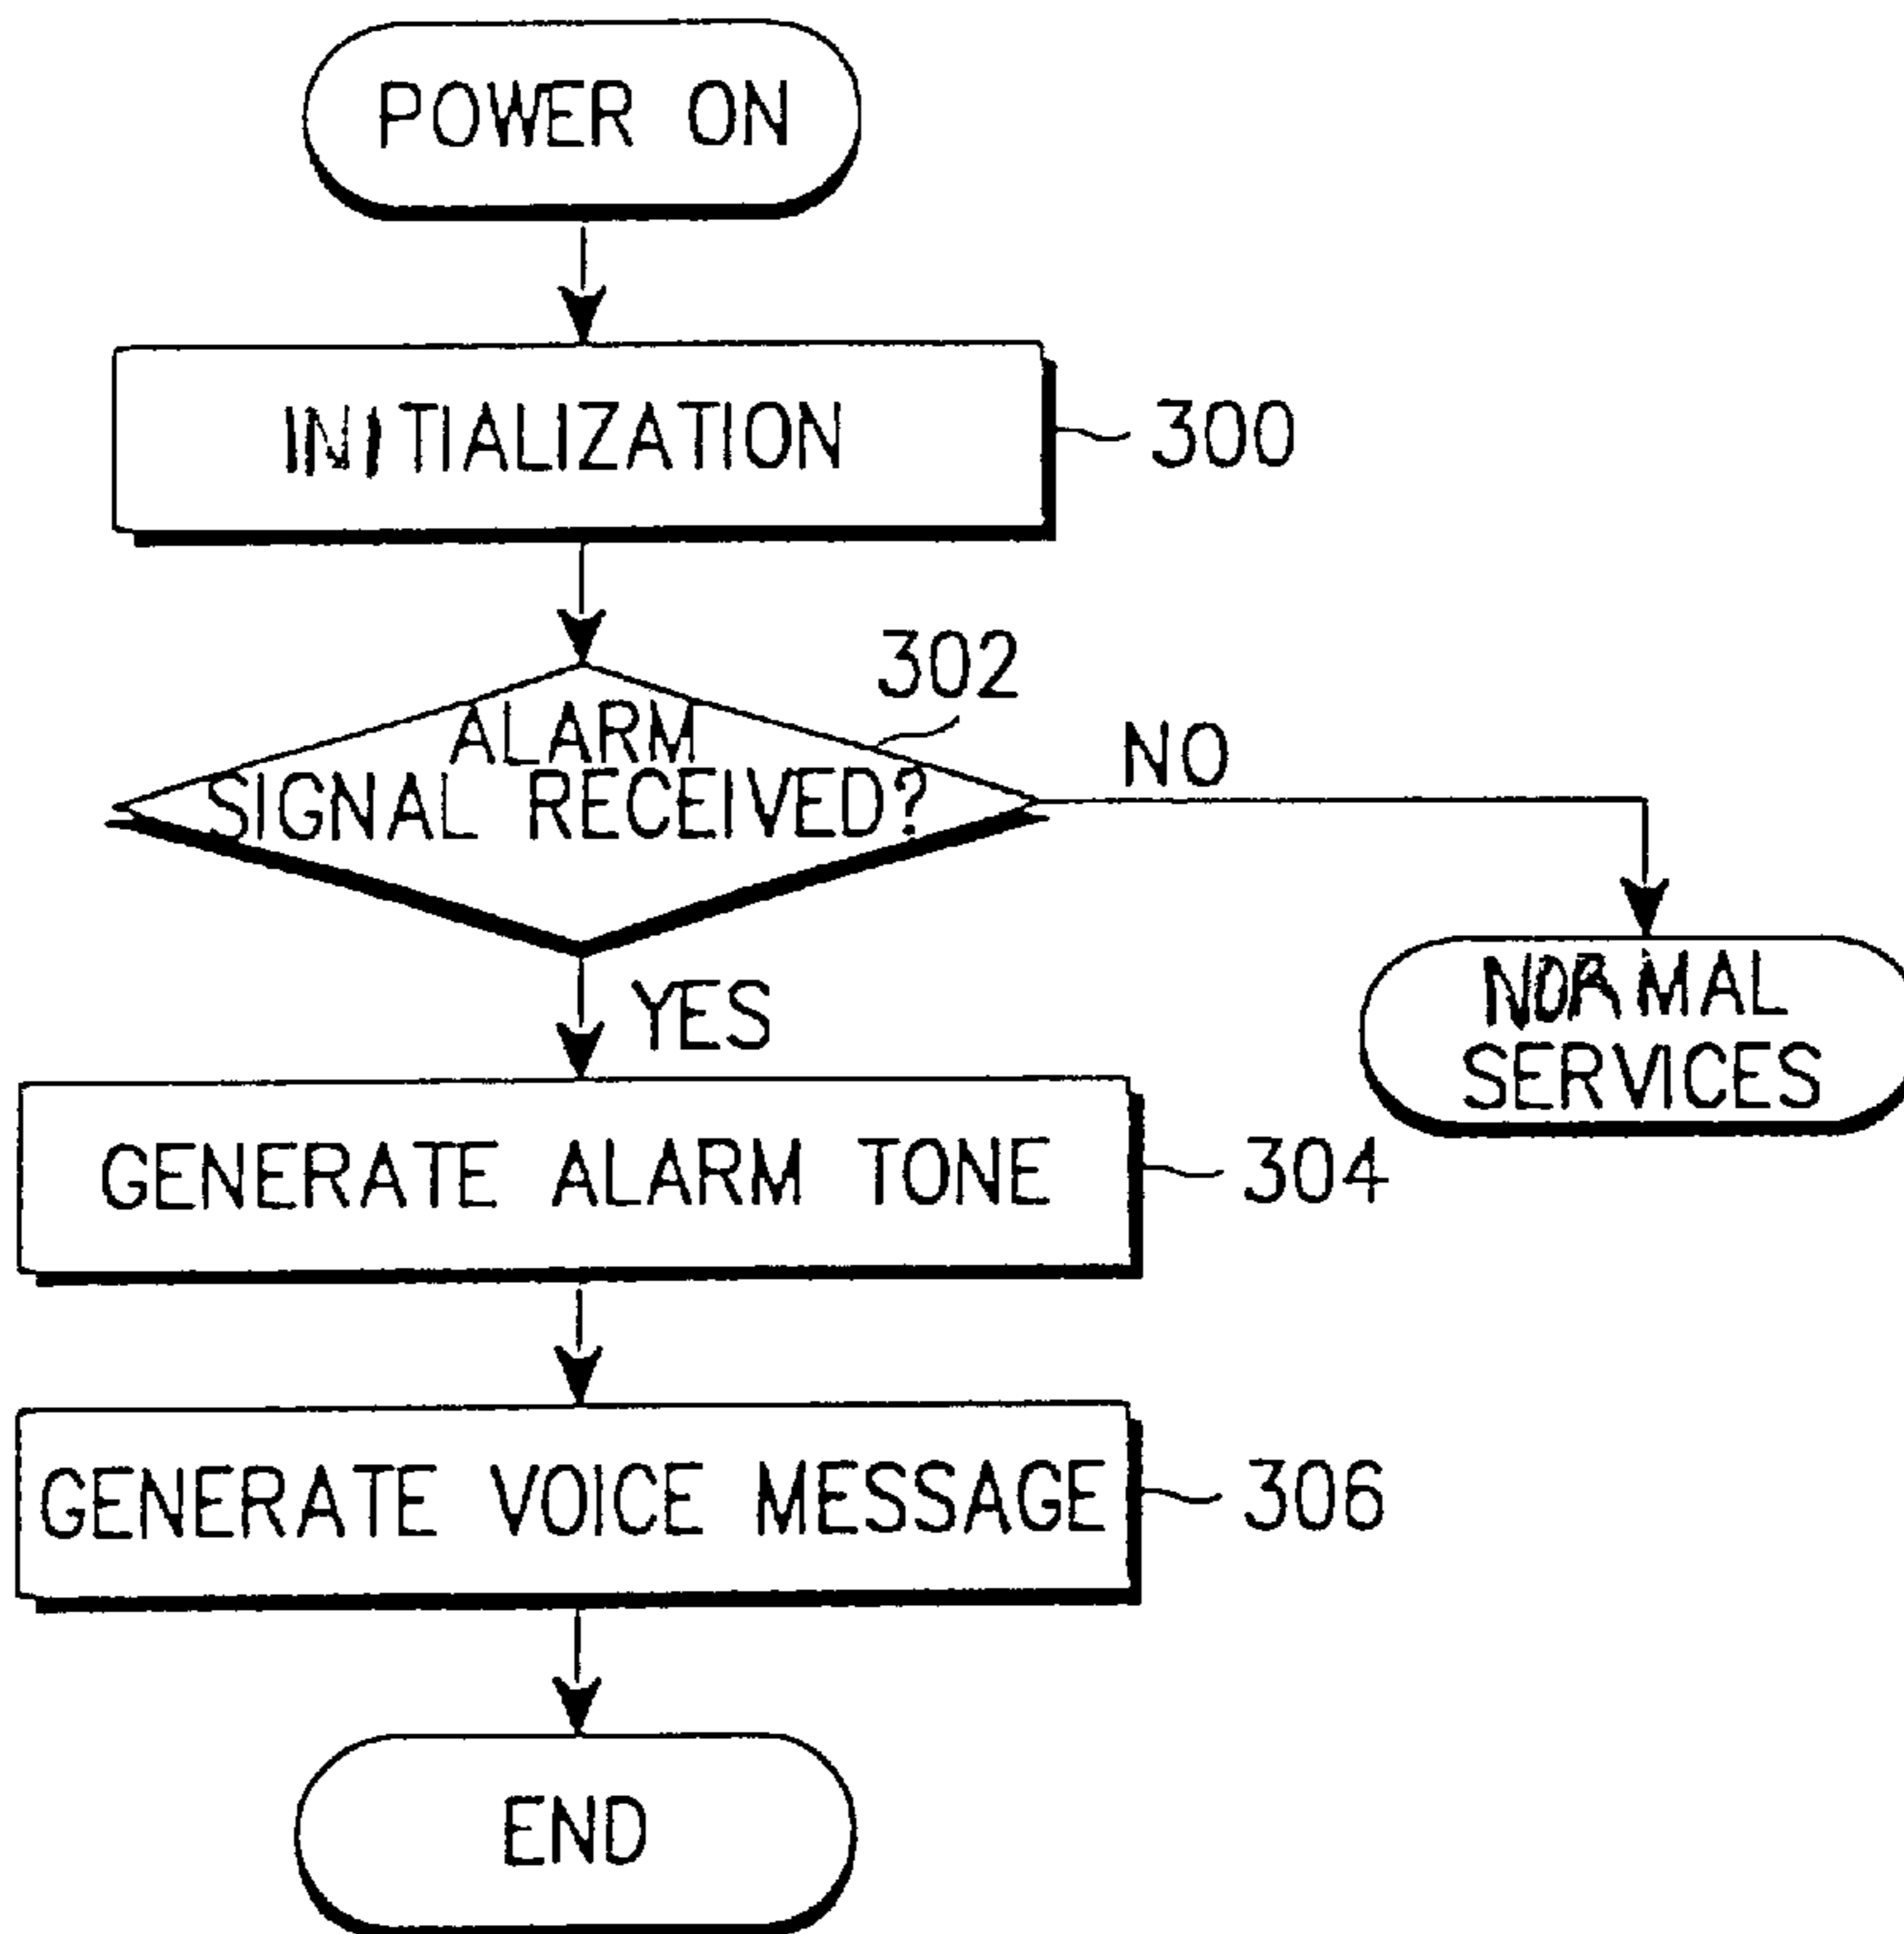 POWER ON
INITIALIZATION
300
302
ALARM
SIGNAL RECEIVED?
NO
YES
NORMAL
SERVICES
GENERATE ALARM TONE
304
GENERATE VOICE MESSAGE
306
END